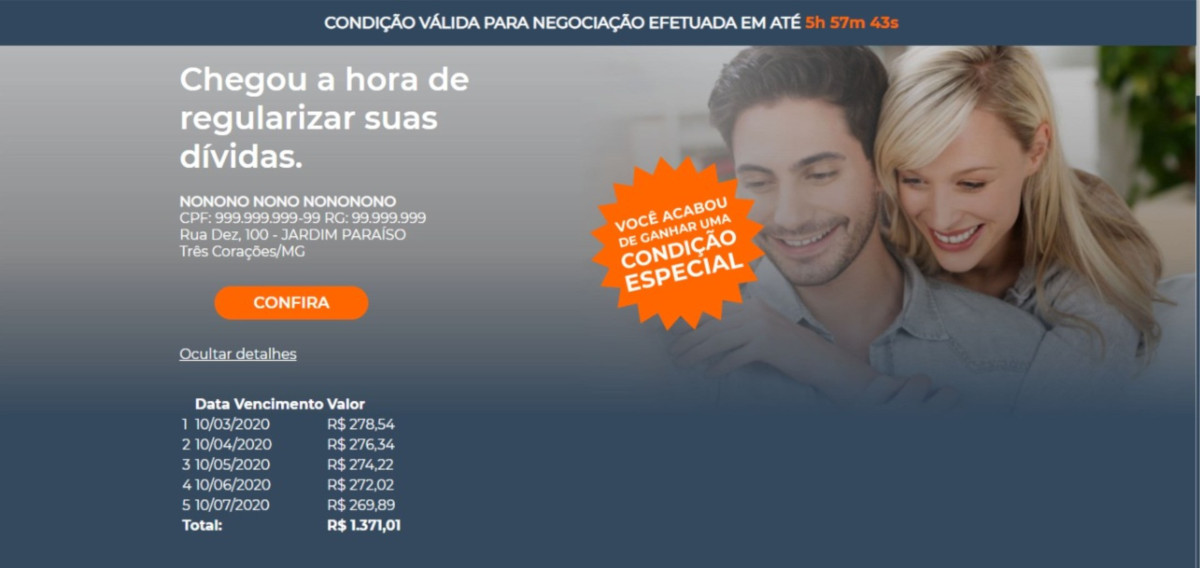 CONDIÇÃO VÁLIDA PARA NEGOCIAÇÃO EFETUADA EM ATÉ 5h 57m 43s
Chegou a hora de
regularizar suas
dívidas.
NONONO NONO NONONONO
CPF: 999.999.999-99 RG: 99.999.999
Rua Dez, 100 - JARDIM PARAÍSO
Três Corações/MG
VOCÊ ACABOU
DE GANHAR UMA
CONDIÇÃO
ESPECIAL
CONFIRA
Ocultar detalhes
Data Vencimento Valor
1 10/03/2020 R$ 278,54
2 10/04/2020 R$ 276,34
3 10/05/2020 R$ 274,22
4 10/06/2020 R$ 272,02
5 10/07/2020 R$ 269,89
Total: R$ 1.371,01